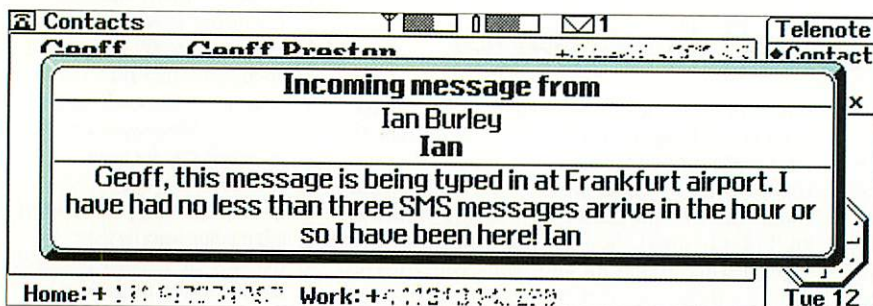 Contacts 1
Telenote
Geoff Geoff Preston
Contact
Incoming message from
x
Ian Burley
Ian
Geoff, this message is being typed in at Frankfurt airport. I
have had no less than three SMS messages arrive in the hour or
so I have been here! Ian
Home: + Work: +
Tue 12